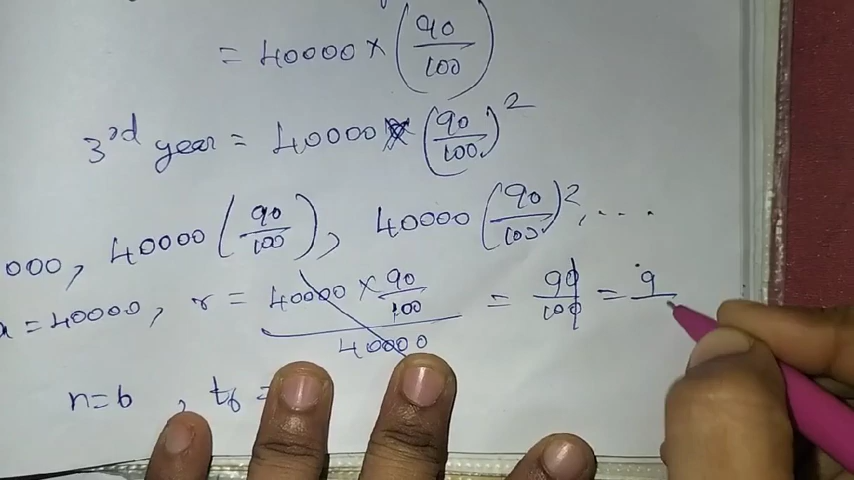 = 40000 × (90/100)
3rd year = 40000 × (90/100)²
000, 40000 (90/100), 40000 (90/100)², ....
a = 40000, r = (40000 × 90/100)/40000 = 90/100 = 9
n=6 , t₆ =